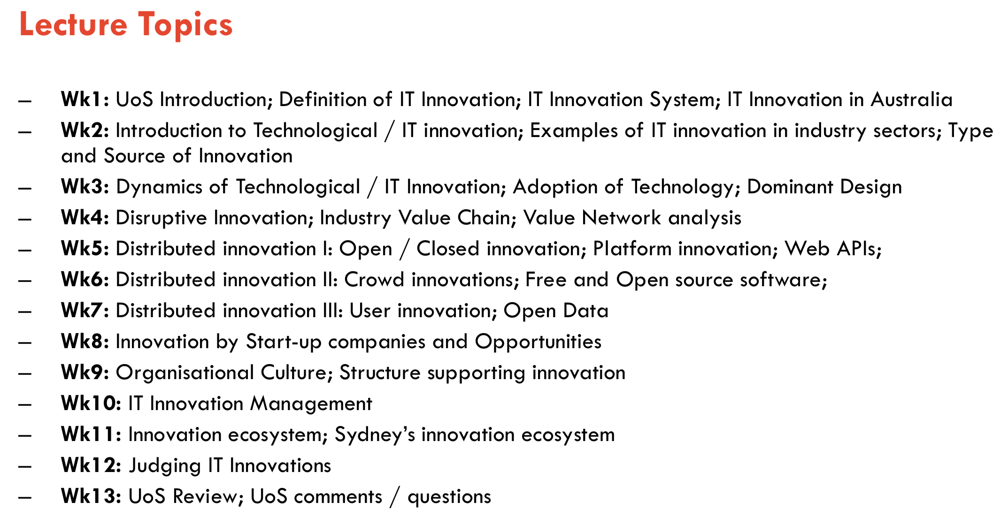 Lecture Topics
– Wk1: UoS Introduction; Definition of IT Innovation; IT Innovation System; IT Innovation in Australia
– Wk2: Introduction to Technological / IT innovation; Examples of IT innovation in industry sectors; Type
and Source of Innovation
– Wk3: Dynamics of Technological / IT Innovation; Adoption of Technology; Dominant Design
– Wk4: Disruptive Innovation; Industry Value Chain; Value Network analysis
– Wk5: Distributed innovation I: Open / Closed innovation; Platform innovation; Web APIs;
– Wk6: Distributed innovation II: Crowd innovations; Free and Open source software;
– Wk7: Distributed innovation III: User innovation; Open Data
– Wk8: Innovation by Start-up companies and Opportunities
– Wk9: Organisational Culture; Structure supporting innovation
– Wk10: IT Innovation Management
– Wk11: Innovation ecosystem; Sydney’s innovation ecosystem
– Wk12: Judging IT Innovations
– Wk13: UoS Review; UoS comments / questions